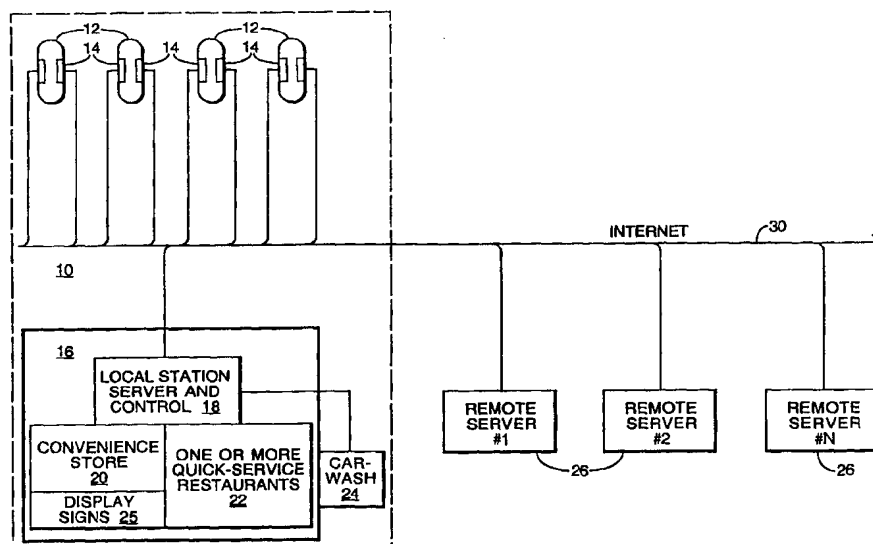 12 12
14 14 14
INTERNET 30
10
16
LOCAL STATION
SERVER AND
CONTROL 18
CONVENIENCE
STORE
20
ONE OR MORE
QUICK-SERVICE
RESTAURANTS
22
DISPLAY
SIGNS 25
CAR-
WASH
24
REMOTE
SERVER
#1
REMOTE
SERVER
#2
REMOTE
SERVER
#N
26 26